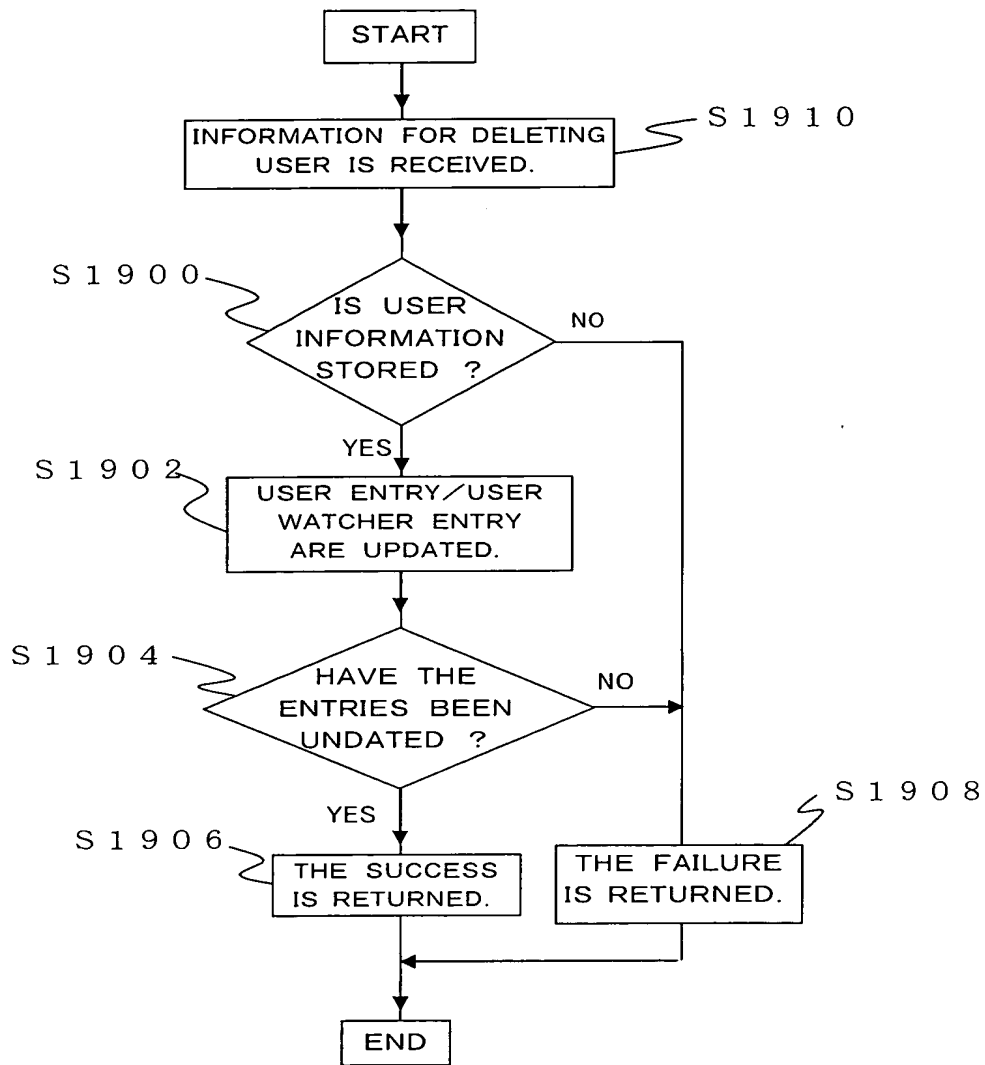 START
S1910
INFORMATION FOR DELETING
USER IS RECEIVED.
S1900
IS USER
INFORMATION
STORED ?
NO
YES
S1902
USER ENTRY/USER
WATCHER ENTRY
ARE UPDATED.
S1904
HAVE THE
ENTRIES BEEN
UNDATED ?
NO
YES
S1908
S1906
THE SUCCESS
IS RETURNED.
THE FAILURE
IS RETURNED.
END